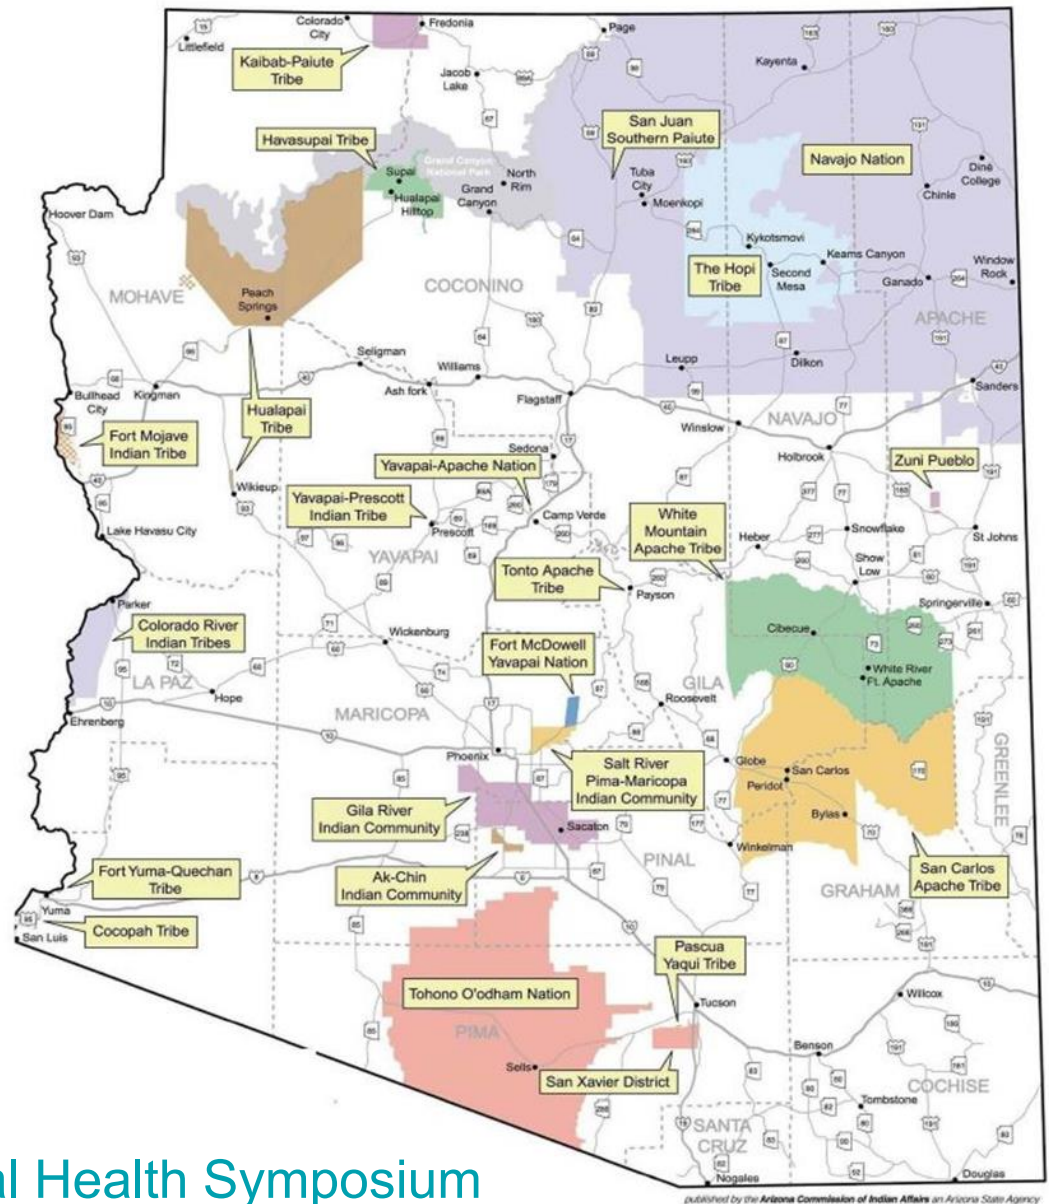 Colorado
City
Fredonia
Page
Littlefield
Kaibab-Paiute
Tribe
Kayenta
Jacob
Lake
Havasupai Tribe
San Juan
Southern Paiute
Grand Canyon
National Park
Navajo Nation
Diné
College
Supai
North
Rim
Tuba
City
Chinle
Hualapai
Hilltop
Grand
Canyon
Moenkopi
Hoover Dam
Kykotsmovi
Keams Canyon
Window
Rock
The Hopi
Tribe
Second
Mesa
Ganado
MOHAVE
COCONINO
Peach
Springs
APACHE
Seligman
Williams
Leupp
Dilkon
Ash fork
Sanders
Bullhead
City
Kingman
Flagstaff
Hualapai
Tribe
NAVAJO
Winslow
Fort Mojave
Indian Tribe
Sedona
Holbrook
Yavapai-Apache Nation
Zuni Pueblo
Wikieup
Yavapai-Prescott
Indian Tribe
Camp Verde
White
Mountain
Apache Tribe
Prescott
Lake Havasu City
Heber
Snowflake
St Johns
YAVAPAI
Show
Low
Tonto Apache
Tribe
Payson
Springerville
Parker
Colorado River
Indian Tribes
Wickenburg
Cibecue
Fort McDowell
Yavapai Nation
White River
Ft. Apache
LA PAZ
Hope
GILA
Roosevelt
Ehrenberg
MARICOPA
GREENLEE
Phoenix
Globe
San Carlos
Salt River
Pima-Maricopa
Indian Community
Peridot
Gila River
Indian Community
Bylas
Sacaton
Winkelman
PINAL
San Carlos
Apache Tribe
Fort Yuma-Quechan
Tribe
Ak-Chin
Indian Community
GRAHAM
Yuma
Cocopah Tribe
San Luis
Pascua
Yaqui Tribe
Tohono O'odham Nation
Tucson
Willcox
PIMA
Benson
Sells
San Xavier District
COCHISE
Tombstone
SANTA
CRUZ
Nogales
Douglas
al Health Symposium
published by the Arizona Commission of Indian Affairs an Arizona State Agency